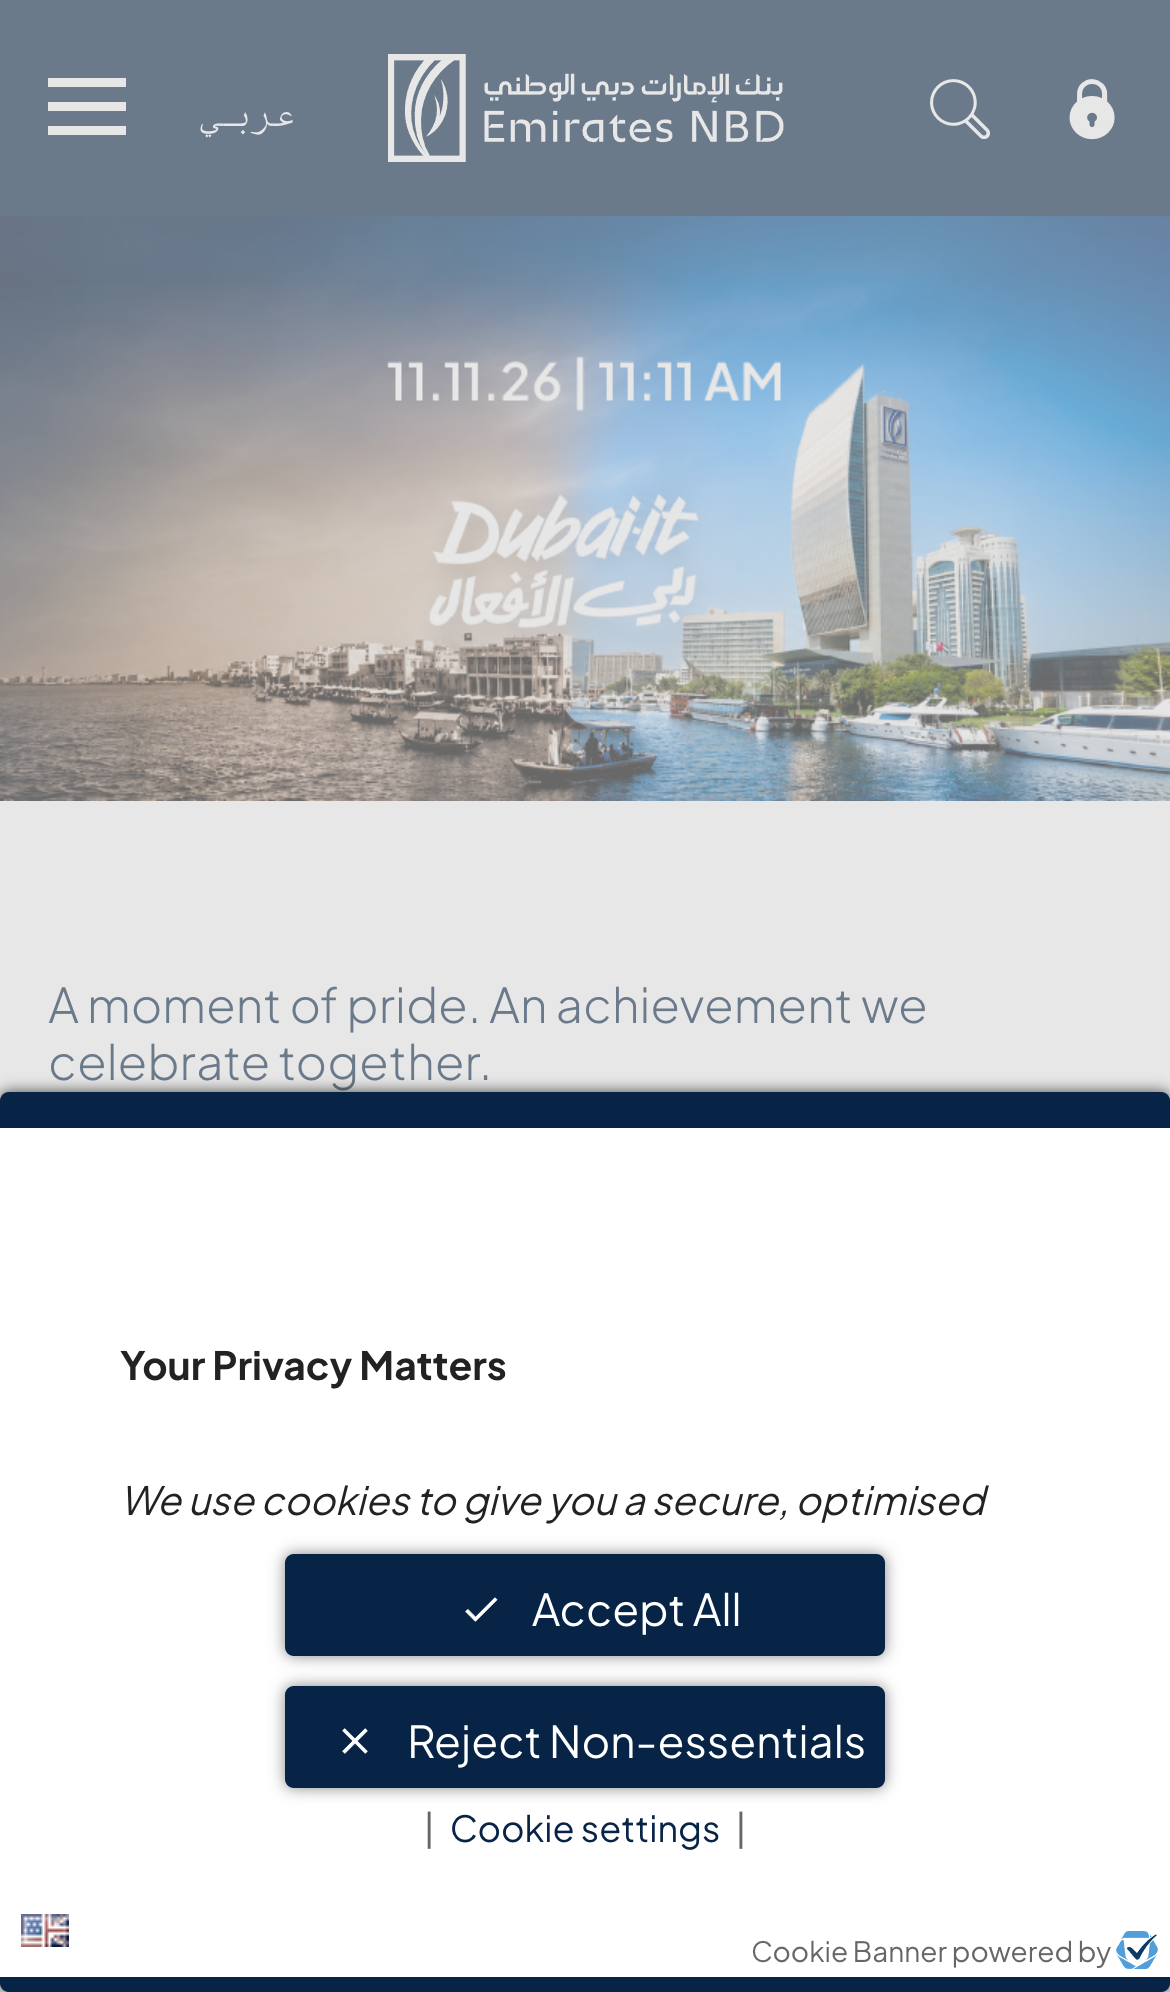 عربي
بنك الإمارات دبي الوطني
Emirates NBD
11.11.26 | 11:11 AM
Dubai-it
دبي الأفعال
A moment of pride. An achievement we
celebrate together.
Your Privacy Matters
We use cookies to give you a secure, optimised
Accept All
Reject Non-essentials
| Cookie settings |
Cookie Banner powered by